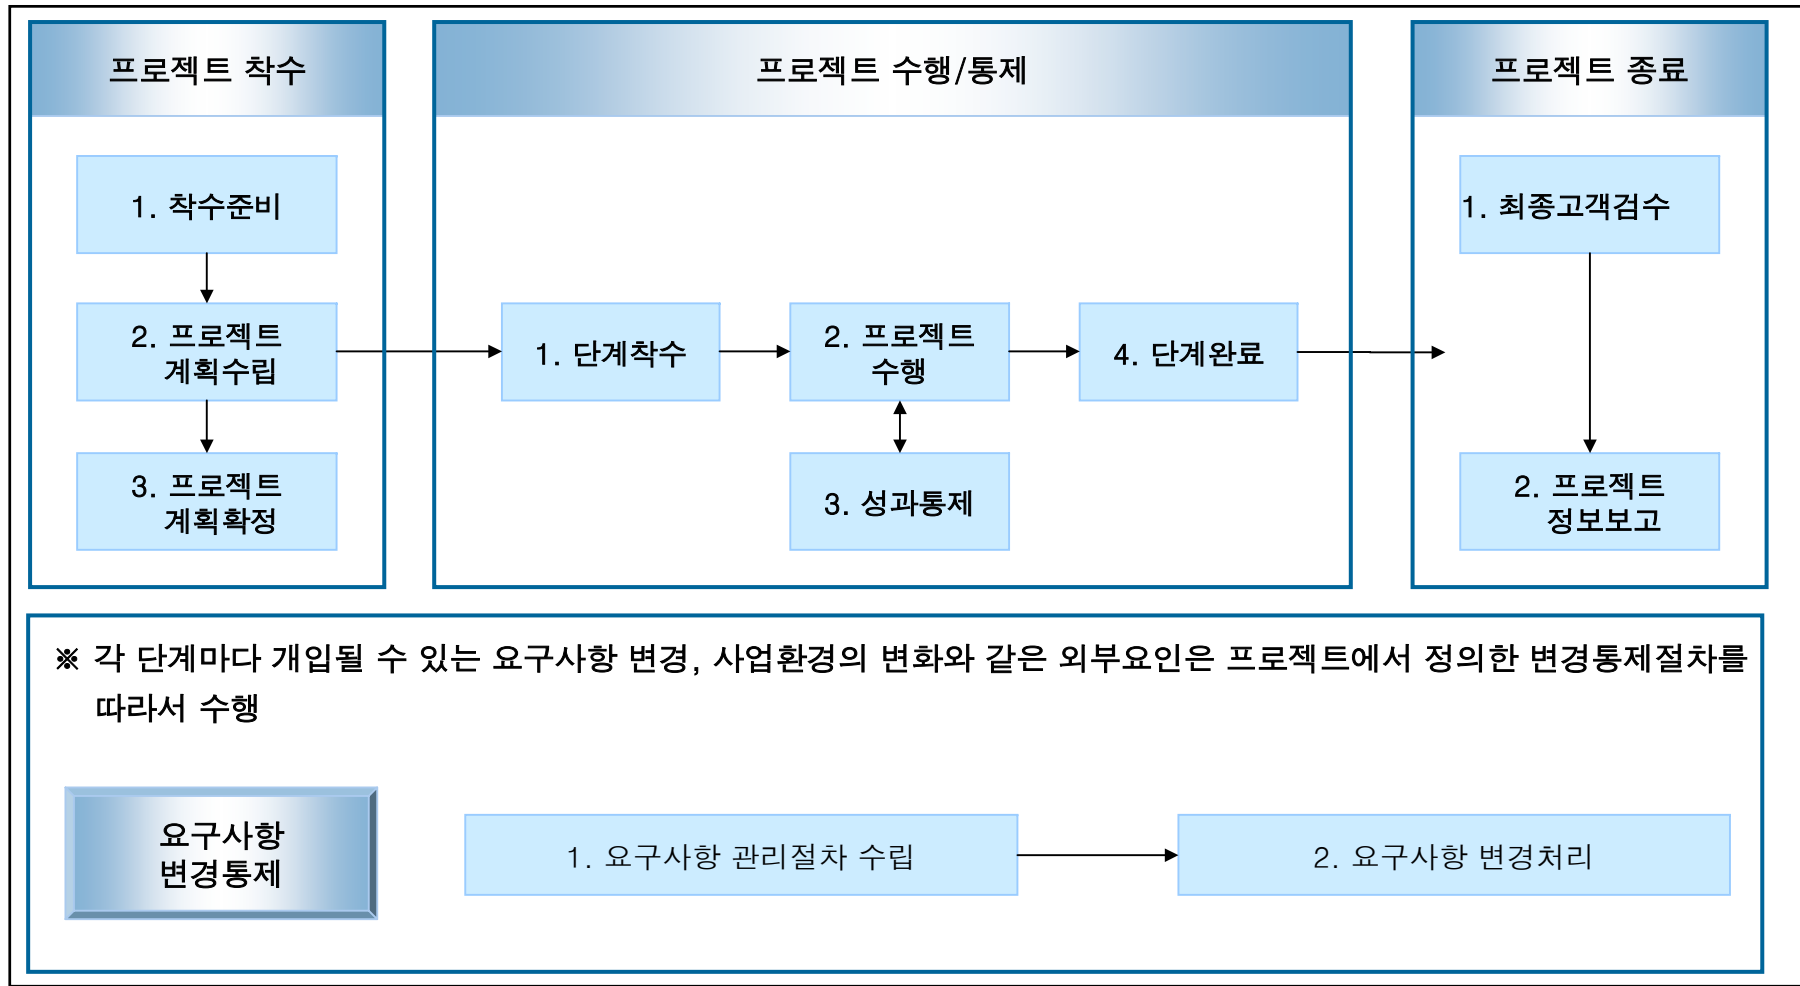 프로젝트 착수
1. 착수준비
2. 프로젝트
계획수립
3. 프로젝트
계획확정
프로젝트 수행/통제
1. 단계착수
2. 프로젝트
수행
3. 성과통제
4. 단계완료
프로젝트 종료
1. 최종고객검수
2. 프로젝트
정보보고
※ 각 단계마다 개입될 수 있는 요구사항 변경, 사업환경의 변화와 같은 외부요인은 프로젝트에서 정의한 변경통제절차를
따라서 수행
요구사항
변경통제
1. 요구사항 관리절차 수립
2. 요구사항 변경처리